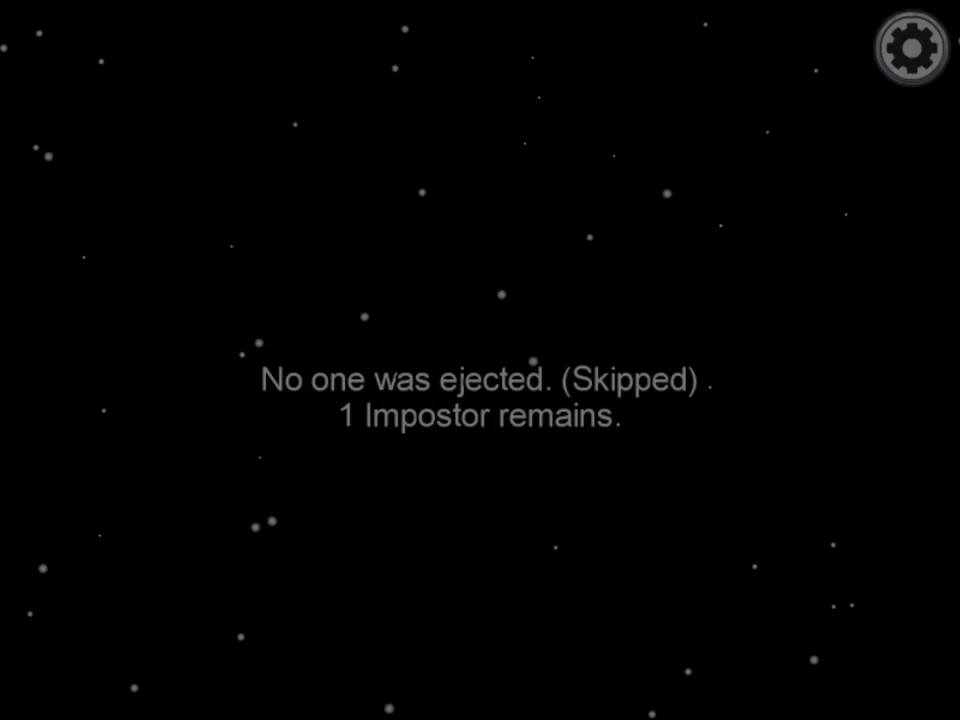 No one was ejected. (Skipped)
1 Impostor remains.